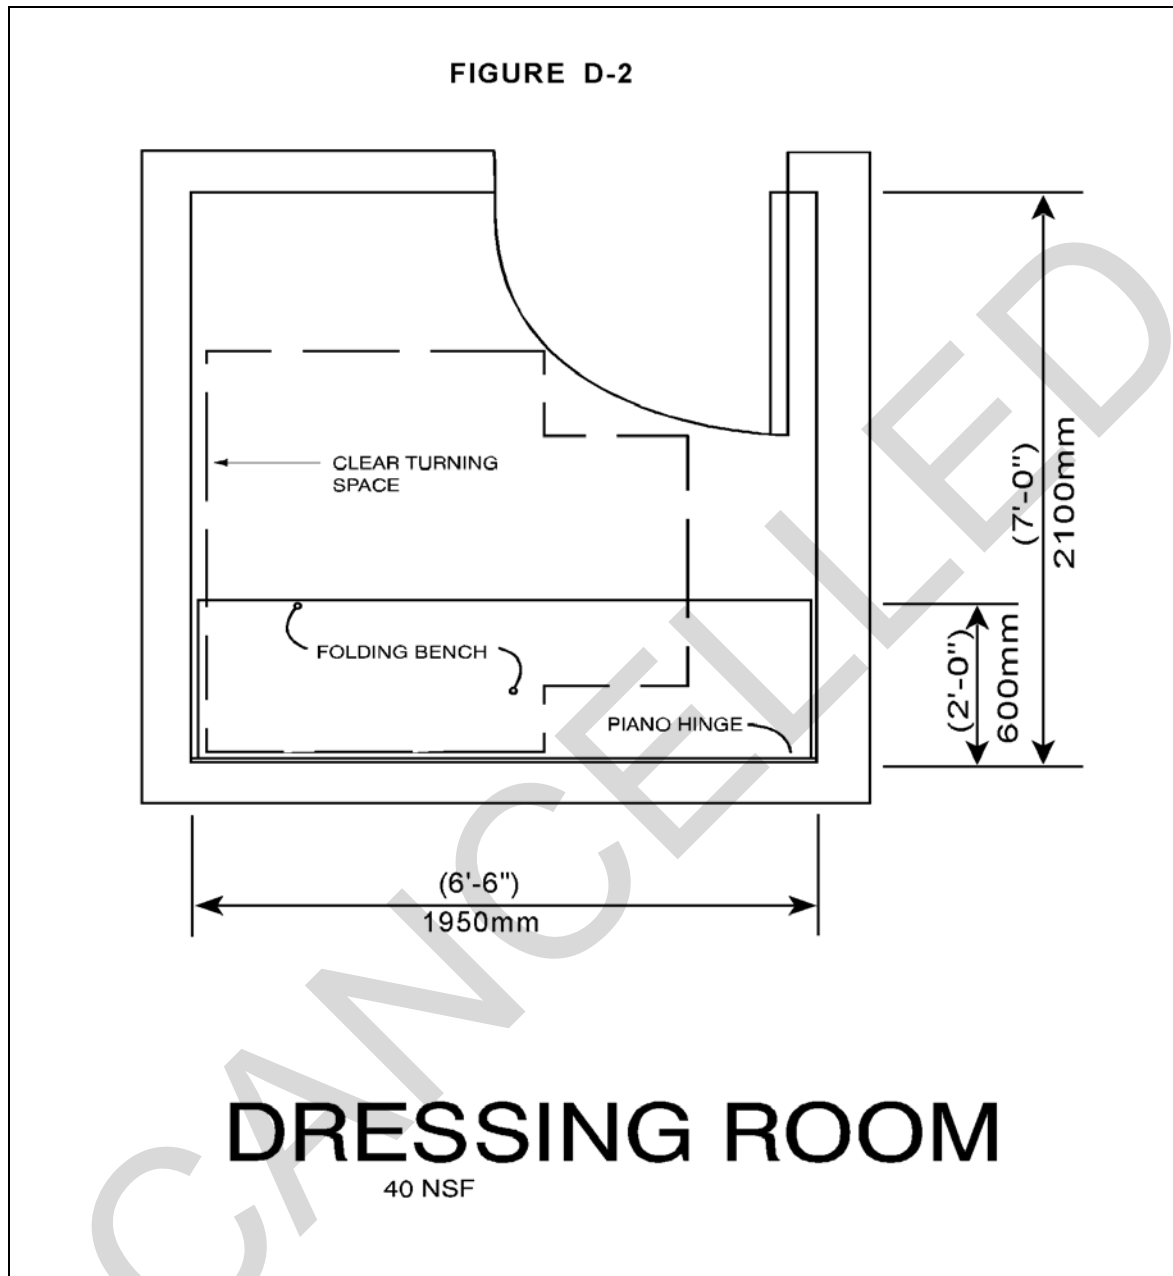 FIGURE D-2
CLEAR TURNING
SPACE
FOLDING BENCH
PIANO HINGE
(7'-0")
2100mm
(2'-0")
600mm
(6'-6")
1950mm
DRESSING ROOM
40 NSF
CANCELLED